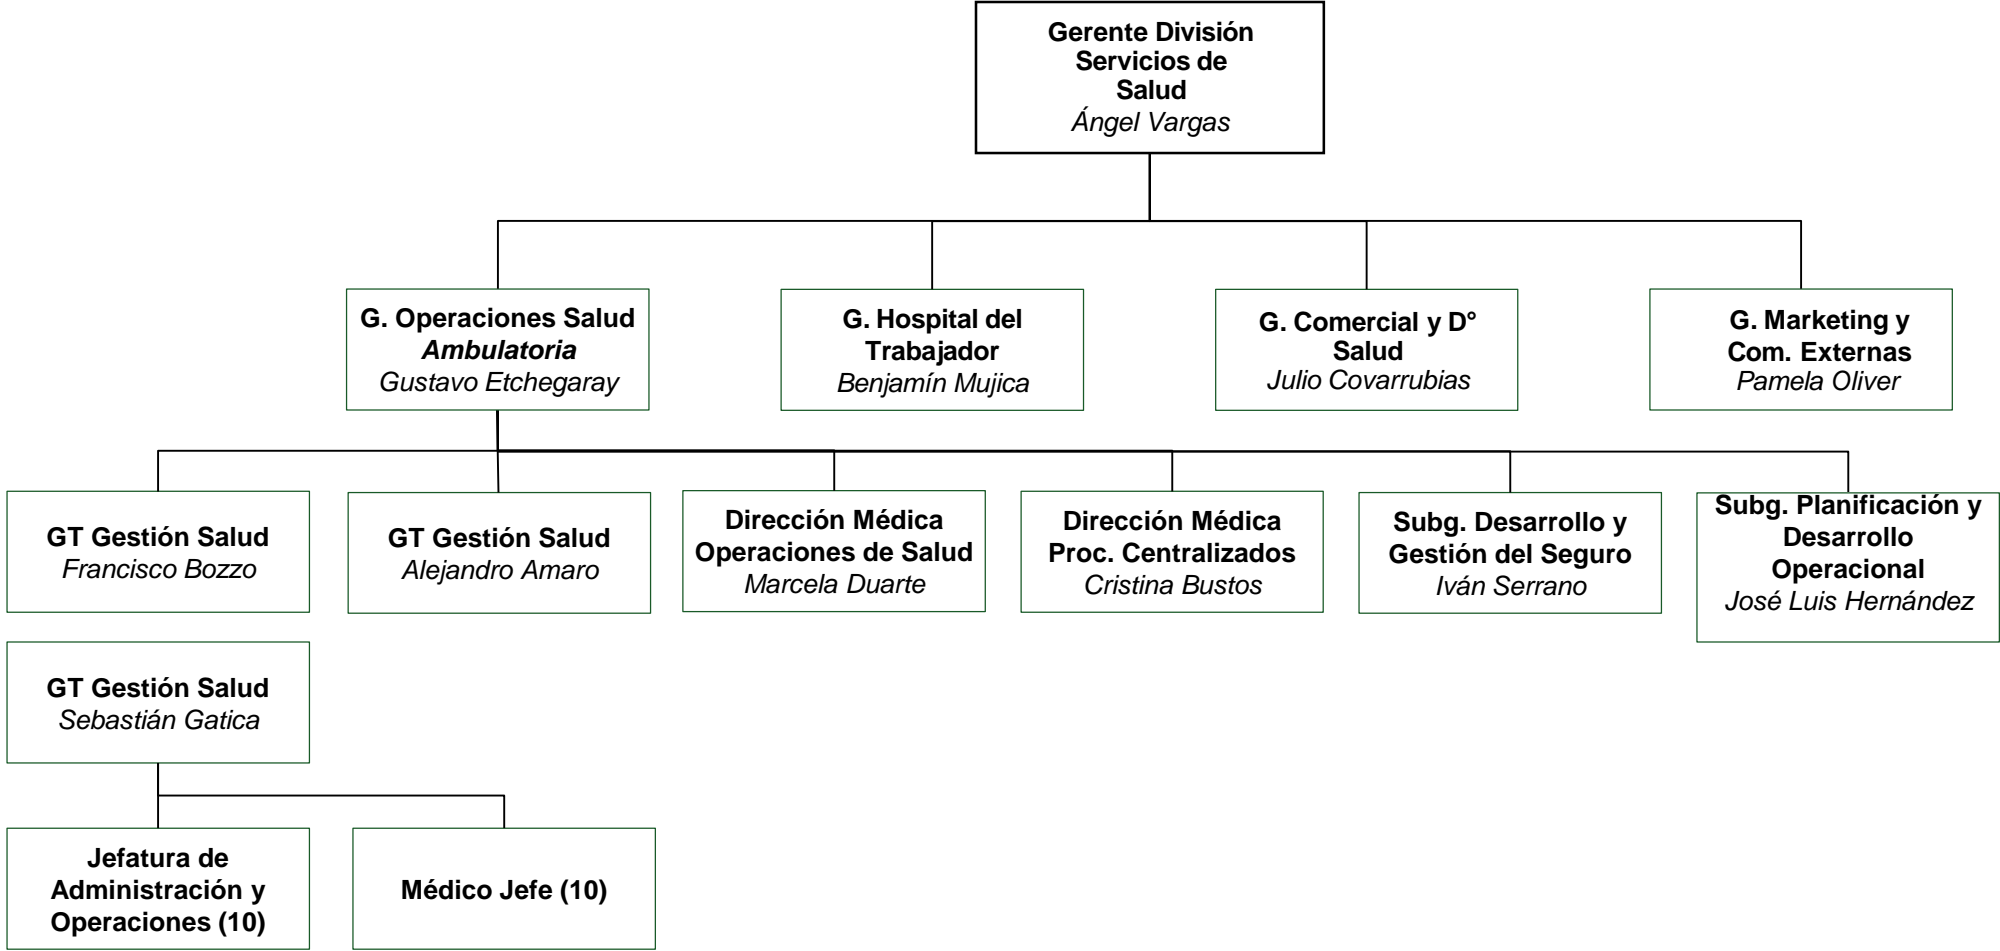 Gerente División
Servicios de
Salud
Ángel Vargas
G. Operaciones Salud
Ambulatoria
Gustavo Etchegaray
G. Hospital del
Trabajador
Benjamín Mujica
G. Comercial y D°
Salud
Julio Covarrubias
G. Marketing y
Com. Externas
Pamela Oliver
GT Gestión Salud
Francisco Bozzo
GT Gestión Salud
Alejandro Amaro
Dirección Médica
Operaciones de Salud
Marcela Duarte
Dirección Médica
Proc. Centralizados
Cristina Bustos
Subg. Desarrollo y
Gestión del Seguro
Iván Serrano
Subg. Planificación y
Desarrollo
Operacional
José Luis Hernández
GT Gestión Salud
Sebastián Gatica
Jefatura de
Administración y
Operaciones (10)
Médico Jefe (10)